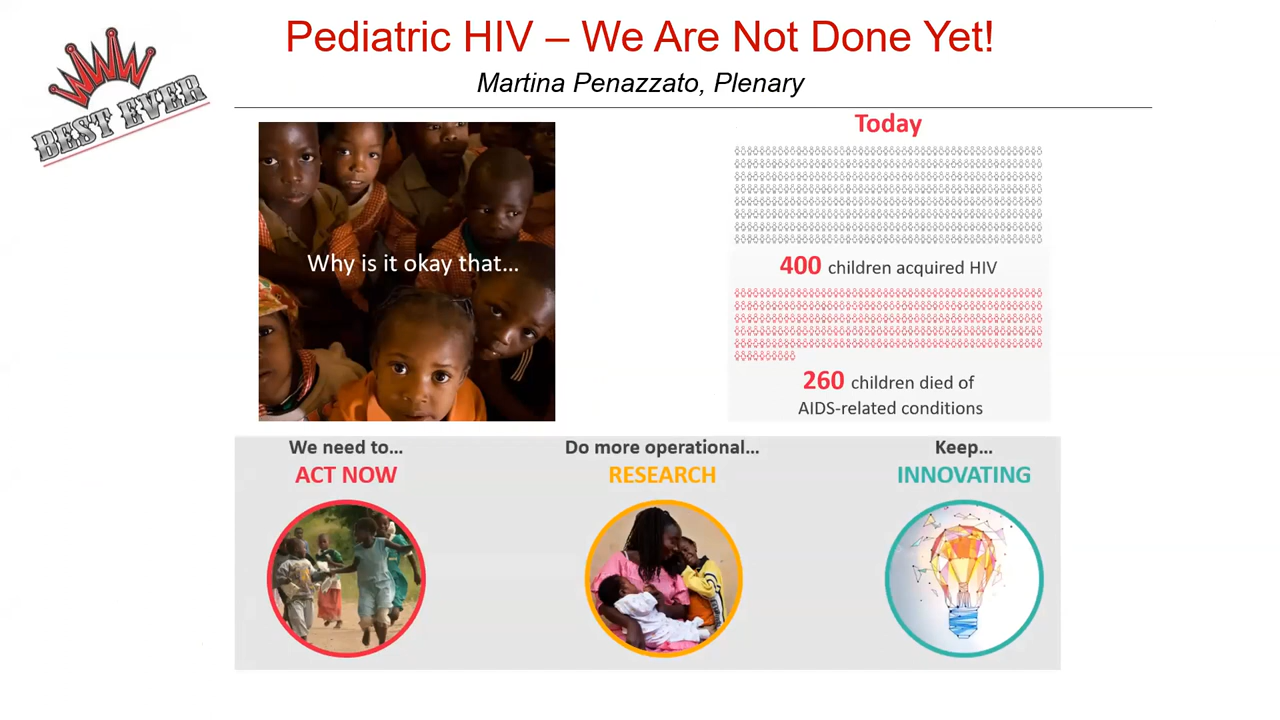 Pediatric HIV – We Are Not Done Yet!
Martina Penazzato, Plenary
BEST EVER
Why is it okay that...
Today
400 children acquired HIV
260 children died of
AIDS-related conditions
We need to...
ACT NOW
Do more operational...
RESEARCH
Keep...
INNOVATING